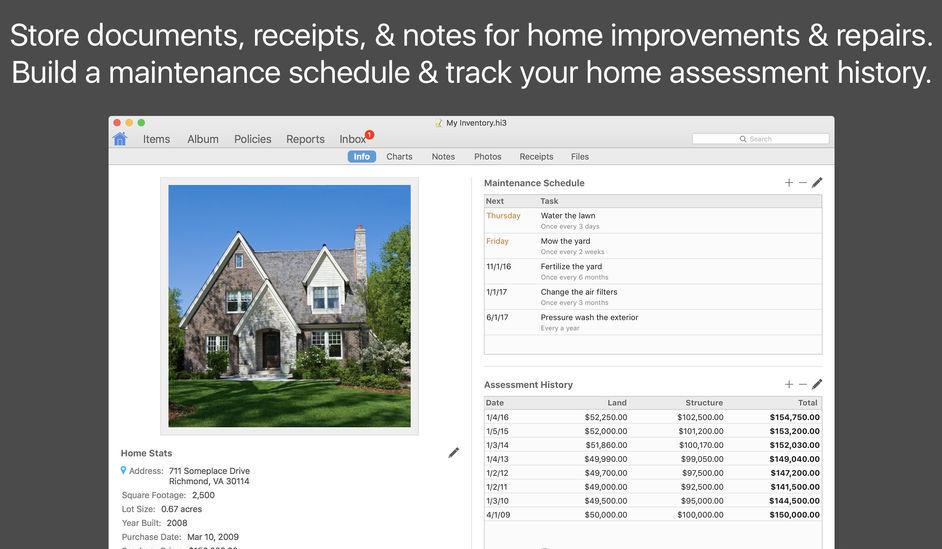 Store documents, receipts, & notes for home improvements & repairs.
Build a maintenance schedule & track your home assessment history.
My Inventory.hi3
Items Album Policies Reports Inbox 1
Search
Info Charts Notes Photos Receipts Files
Maintenance Schedule
Next Task
Thursday Water the lawn
Once every 3 days
Friday Mow the yard
Once every 2 weeks
11/1/16 Fertilize the yard
Once every 6 months
1/1/17 Change the air filters
Once every 3 months
6/1/17 Pressure wash the exterior
Every a year
Assessment History
Date Land Structure Total
1/4/16 $52,250.00 $102,500.00 $154,750.00
1/5/15 $52,000.00 $101,200.00 $153,200.00
1/3/14 $51,860.00 $100,170.00 $152,030.00
1/4/13 $49,990.00 $99,050.00 $149,040.00
1/2/12 $49,700.00 $97,500.00 $147,200.00
1/2/11 $49,000.00 $92,500.00 $141,500.00
1/3/10 $49,500.00 $95,000.00 $144,500.00
4/1/09 $50,000.00 $100,000.00 $150,000.00
Home Stats
Address: 711 Someplace Drive
Richmond, VA 30114
Square Footage: 2,500
Lot Size: 0.67 acres
Year Built: 2008
Purchase Date: Mar 10, 2009